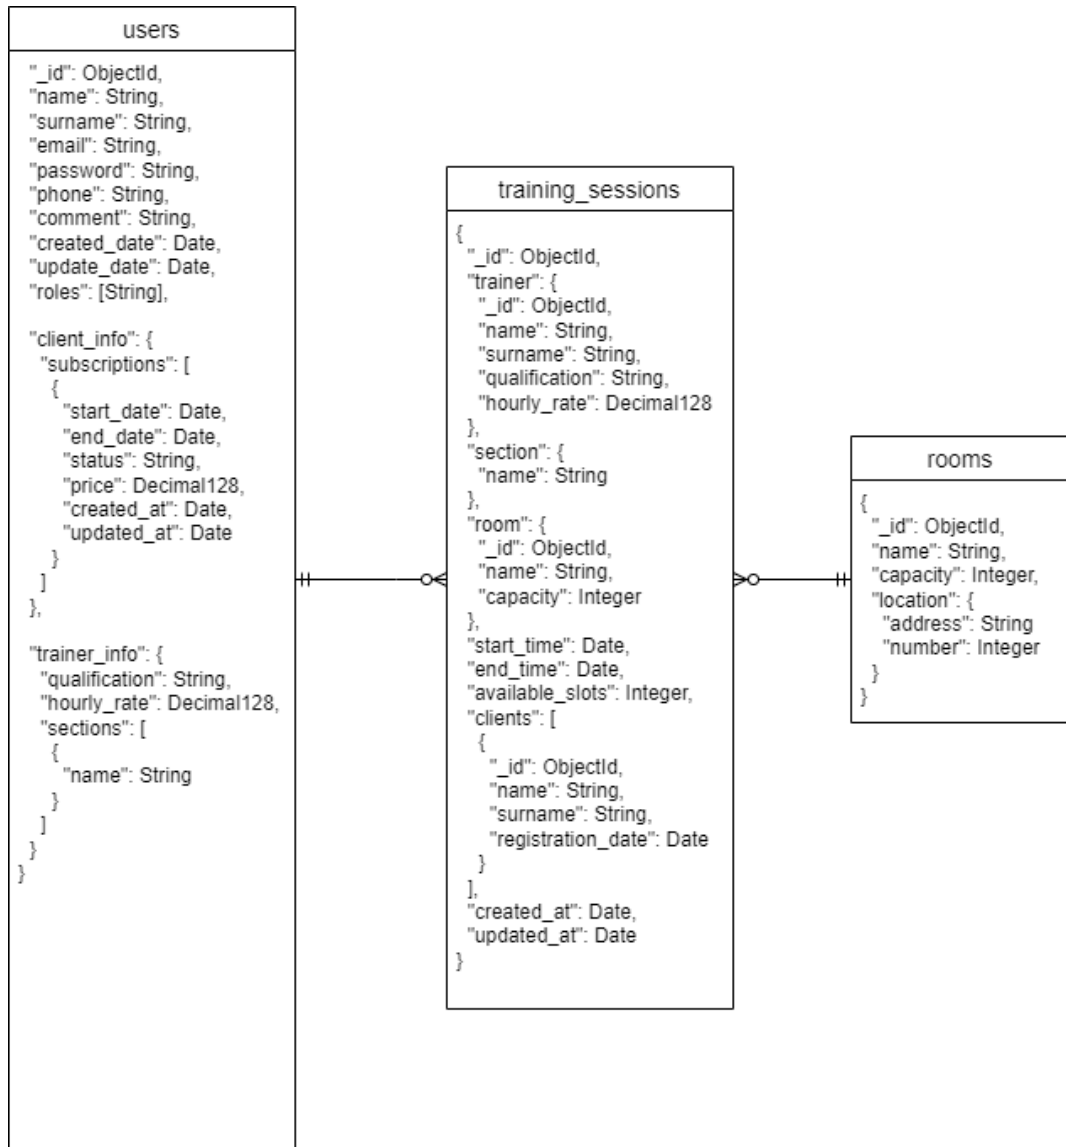 users
"_id": ObjectId,
"name": String,
"surname": String,
"email": String,
"password": String,
"phone": String,
"comment": String,
"created_date": Date,
"update_date": Date,
"roles": [String],
"client_info": {
"subscriptions": [
{
"start_date": Date,
"end_date": Date,
"status": String,
"price": Decimal128,
"created_at": Date,
"updated_at": Date
}
]
},
"trainer_info": {
"qualification": String,
"hourly_rate": Decimal128,
"sections": [
{
"name": String
}
]
}
}
training_sessions
{
"_id": ObjectId,
"trainer": {
"_id": ObjectId,
"name": String,
"surname": String,
"qualification": String,
"hourly_rate": Decimal128
},
"section": {
"name": String
},
"room": {
"_id": ObjectId,
"name": String,
"capacity": Integer
},
"start_time": Date,
"end_time": Date,
"available_slots": Integer,
"clients": [
{
"_id": ObjectId,
"name": String,
"surname": String,
"registration_date": Date
}
],
"created_at": Date,
"updated_at": Date
}
rooms
{
"_id": ObjectId,
"name": String,
"capacity": Integer,
"location": {
"address": String
"number": Integer
}
}